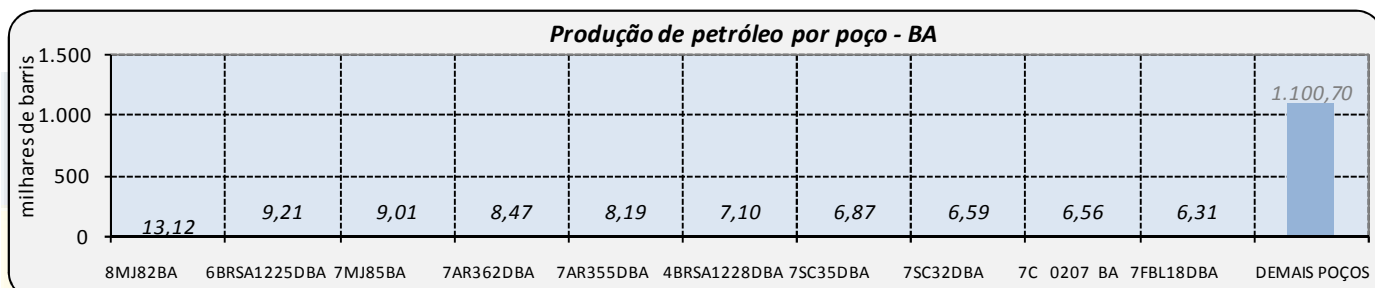 Produção de petróleo por poço - BA
milhares de barris
1.500
1.000
500
0
13,12 9,21 9,01 8,47 8,19 7,10 6,87 6,59 6,56 6,31 1.100,70
8MJ82BA 6BRSA1225DBA 7MJ85BA 7AR362DBA 7AR355DBA 4BRSA1228DBA 7SC35DBA 7SC32DBA 7C 0207 BA 7FBL18DBA DEMAIS POÇOS